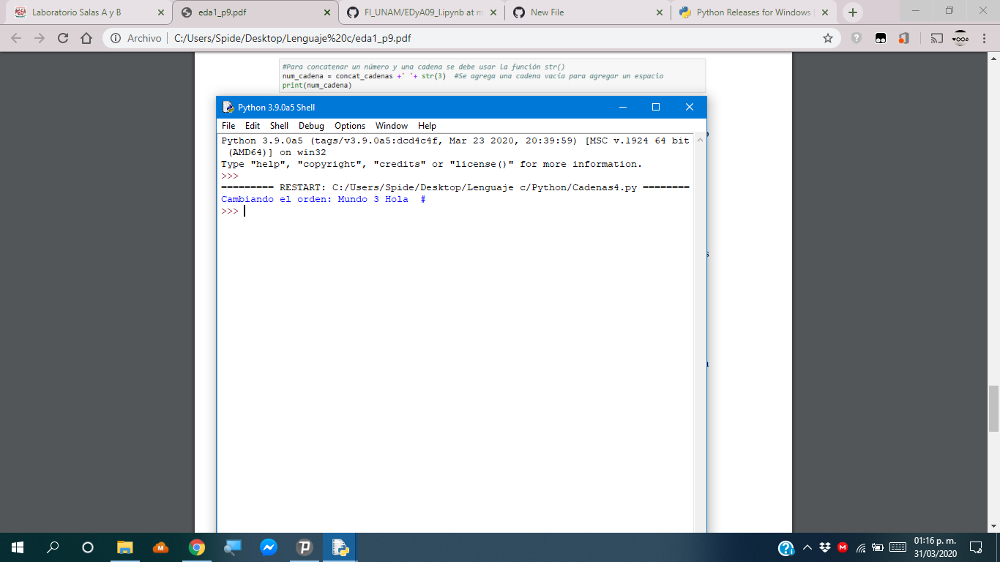 Laboratorio Salas A y B
eda1_p9.pdf
FI_UNAM/EDyA09_I.ipynb at m
New File
Python Releases for Windows
Archivo
C:/Users/Spide/Desktop/Lenguaje%20c/eda1_p9.pdf
#Para concatenar un número y una cadena se debe usar la función str()
num_cadena = concat_cadenas +' '+ str(3)  #Se agrega una cadena vacía para agregar un espacio
print(num_cadena)
Python 3.9.0a5 Shell
File Edit Shell Debug Options Window Help
Python 3.9.0a5 (tags/v3.9.0a5:dcd4c4f, Mar 23 2020, 20:39:59) [MSC v.1924 64 bit
(AMD64)] on win32
Type "help", "copyright", "credits" or "license()" for more information.
>>>
========= RESTART: C:/Users/Spide/Desktop/Lenguaje c/Python/Cadenas4.py ========
Cambiando el orden: Mundo 3 Hola  #
>>>
01:16 p. m.
31/03/2020